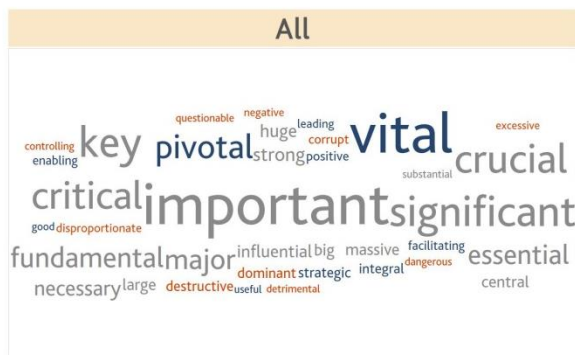 All
questionable negative
controlling key pivotal huge leading vital excessive
enabling strong corrupt positive crucial
substantial
critical important significant
good disproportionate
fundamental major influential big massive facilitating essential
dominant strategic integral dangerous
necessary large destructive useful detrimental central